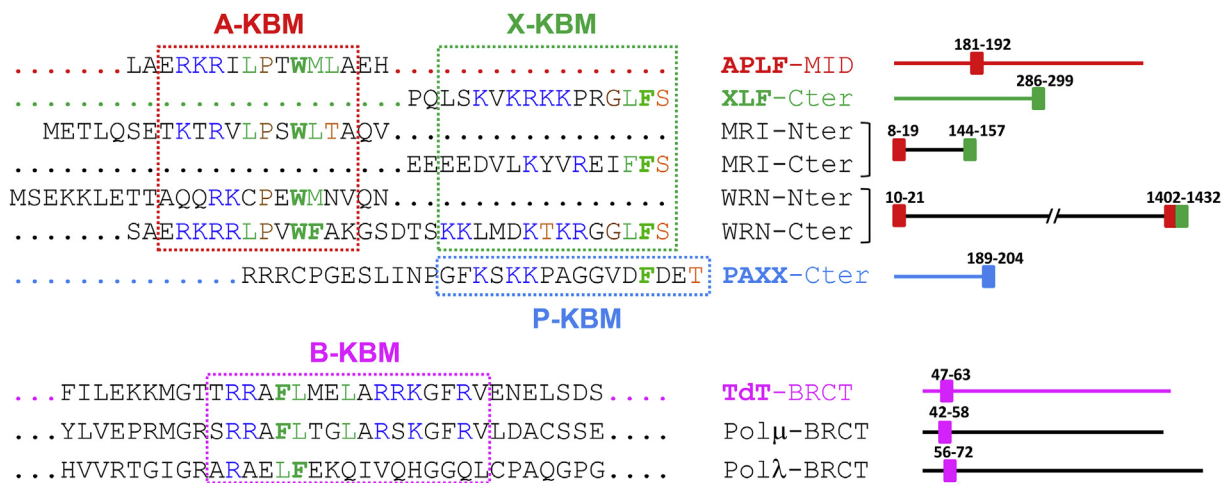 A-KBM X-KBM
.......LAERKRILPTWMLAEH.................. APLF-MID 181-192
.........................PQLSKVKRKKPRGLFS XLF-Cter 286-299
METLQSETKTRVLPSWLTAQV.................. MRI-Nter 8-19 144-157
.........................EEEEDVLKYVREIFFS MRI-Cter
MSEKKLETTAQQRKCPEWMNVQN.................. WRN-Nter 10-21 1402-1432
.......SAERKRRLPVWFAKGSDTSKKLMDKTKRGGLFS WRN-Cter
...............RRRCPGESLINPGFKSKKPAGGVDFDET PAXX-Cter 189-204
P-KBM
B-KBM
...FILEKKMGTTRRAFLMELARRKGFRVENELSDS.... TdT-BRCT 47-63
...YLVEPRMGRSRRAFLTGLARSKGFRVLDACSSE.... Polμ-BRCT 42-58
...HVVRTGIGRARAELFEKQIVQHGGQLCPAQGPG.... Polλ-BRCT 56-72